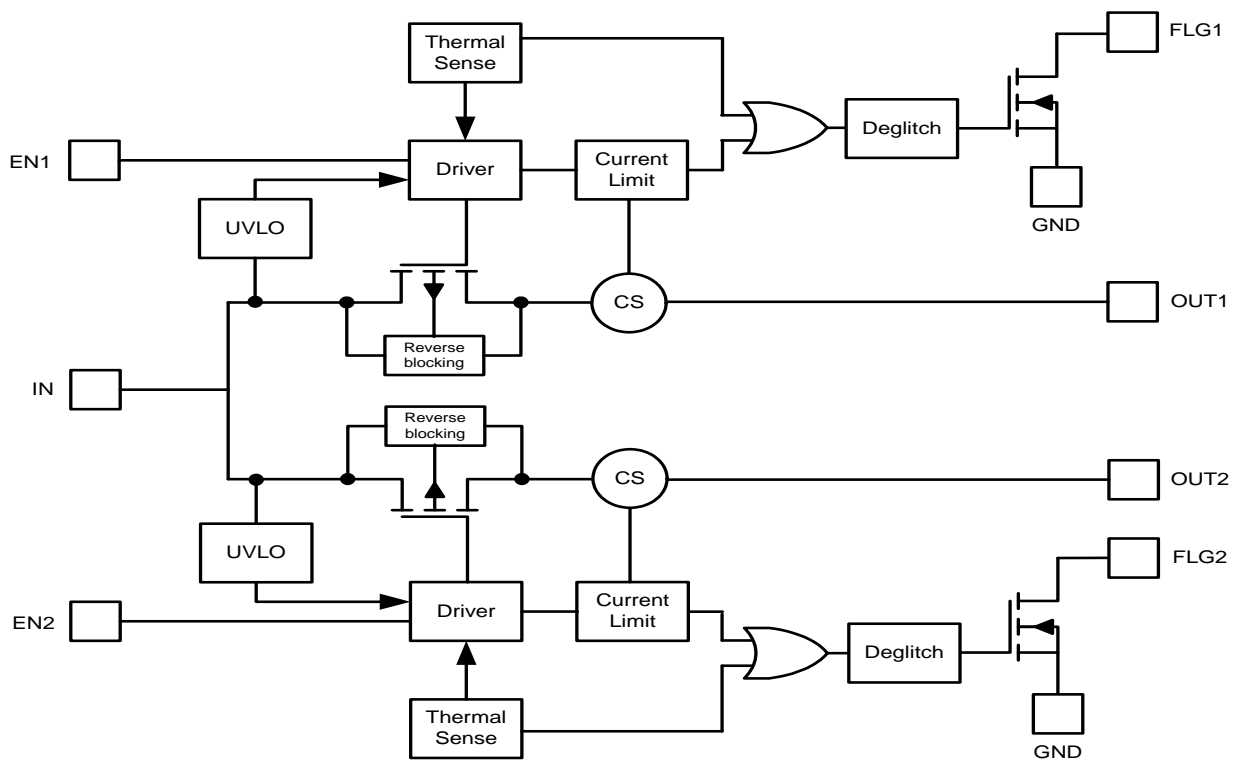 Thermal
Sense
FLG1
Deglitch
EN1
Driver
Current
Limit
UVLO
GND
CS
OUT1
Reverse
blocking
IN
Reverse
blocking
CS
OUT2
UVLO
FLG2
EN2
Driver
Current
Limit
Deglitch
Thermal
Sense
GND